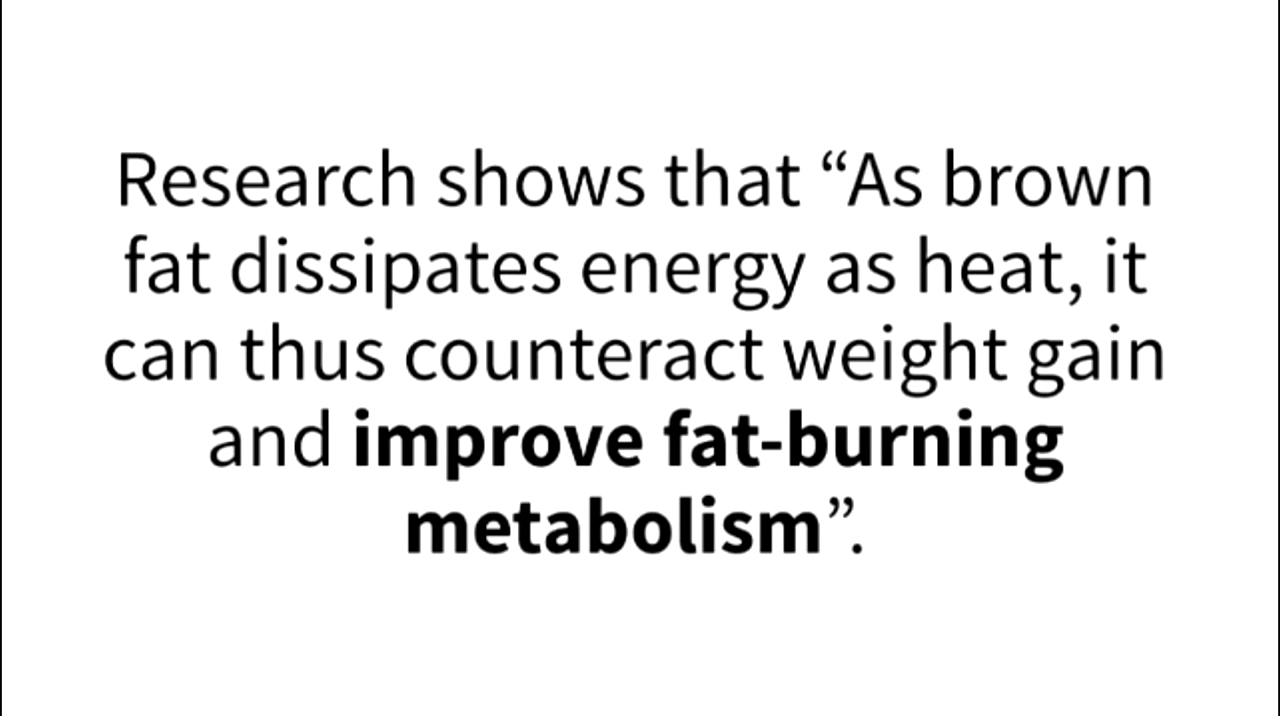 Research shows that “As brown
fat dissipates energy as heat, it
can thus counteract weight gain
and improve fat-burning
metabolism”.